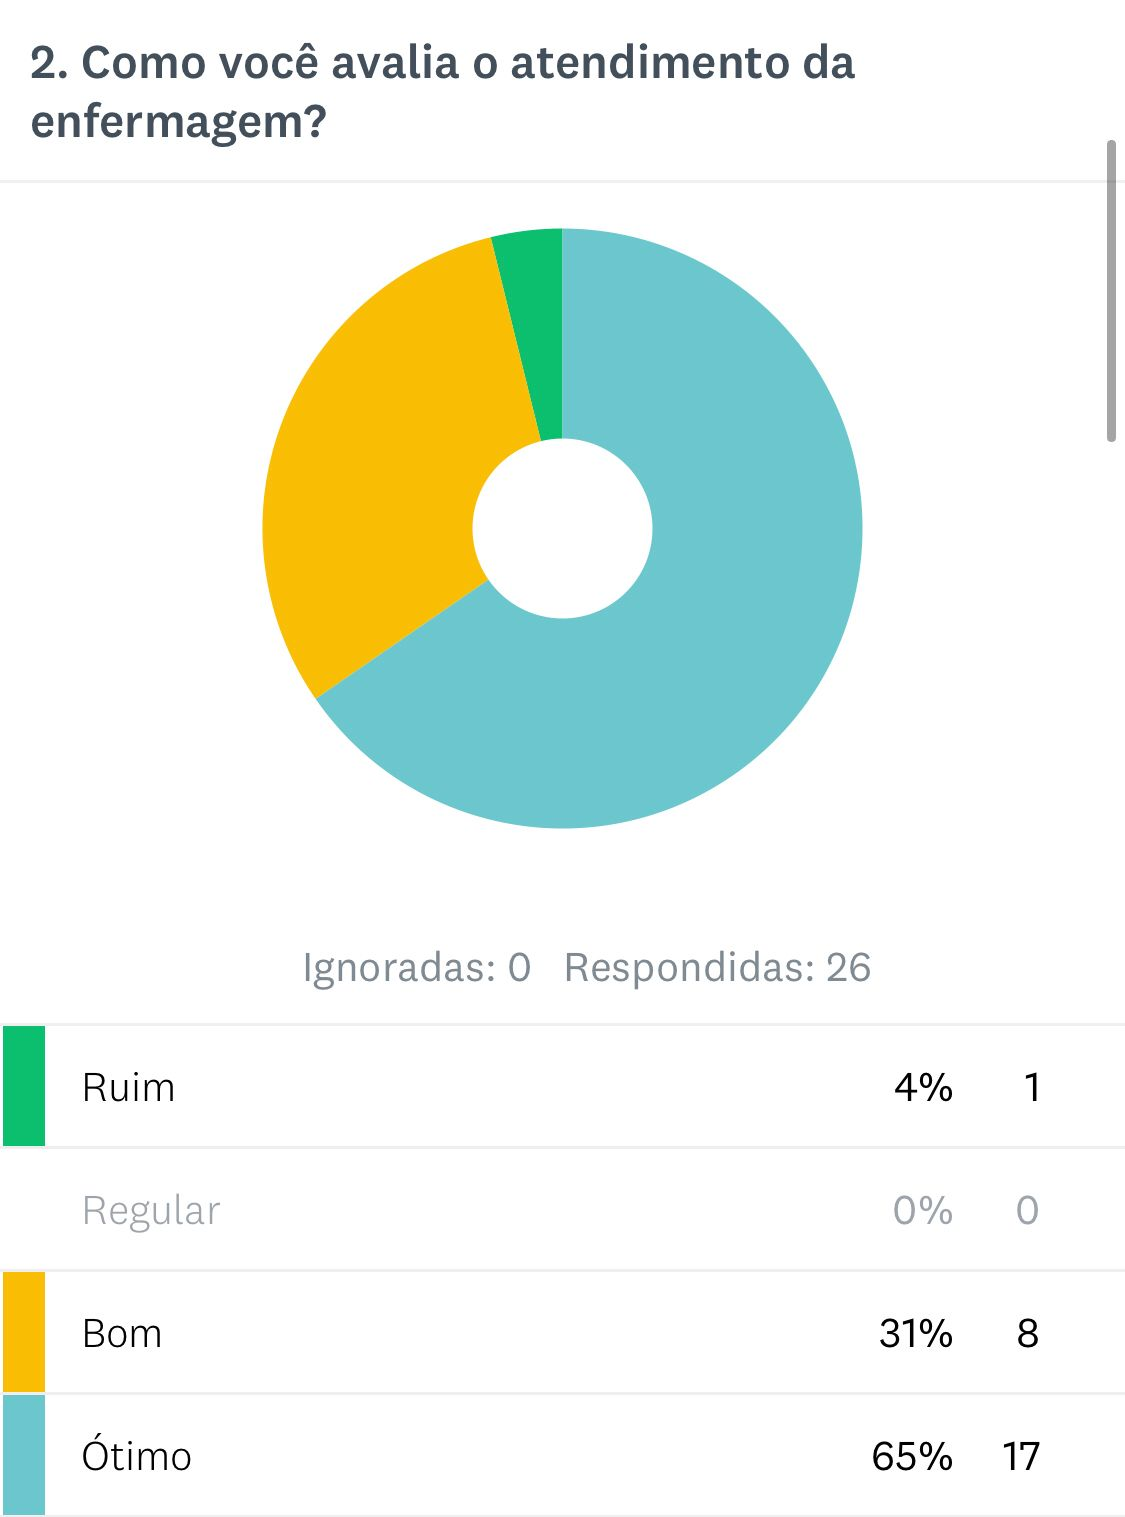 2. Como você avalia o atendimento da
enfermagem?
Ignoradas: 0 Respondidas: 26
Ruim 4% 1
Regular 0% 0
Bom 31% 8
Ótimo 65% 17